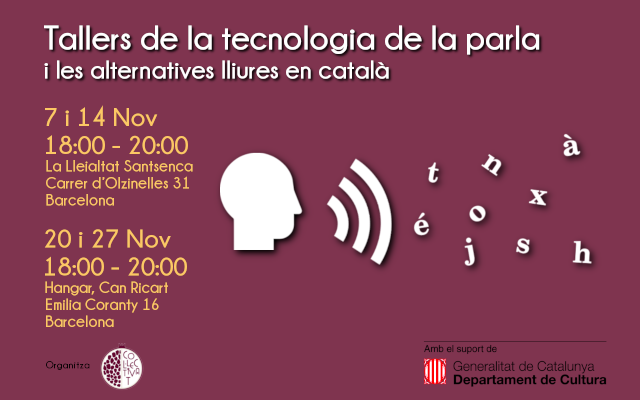 Tallers de la tecnologia de la parla
i les alternatives lliures en català
7 i 14 Nov
18:00 - 20:00
La Lleialtat Santsenca
Carrer d'Olzinelles 31
Barcelona
20 i 27 Nov
18:00 - 20:00
Hangar, Can Ricart
Emilia Coranty 16
Barcelona
t n à
é o x
j s h
Organitza
COL·LECTIVAT
Amb el suport de
Generalitat de Catalunya
Departament de Cultura